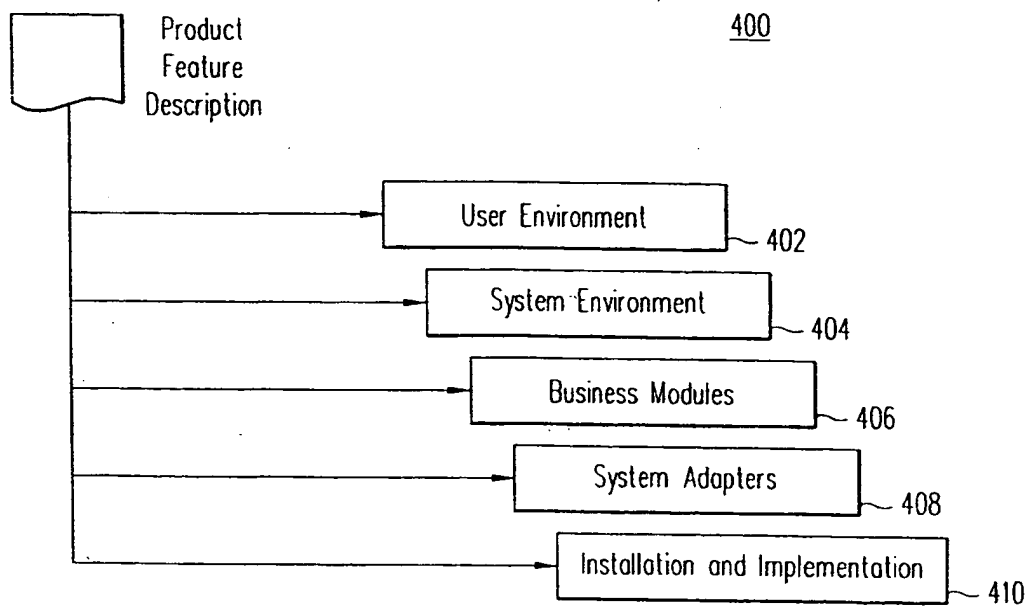 Product
Feature
Description
400
User Environment
402
System Environment
404
Business Modules
406
System Adapters
408
Installation and Implementation
410